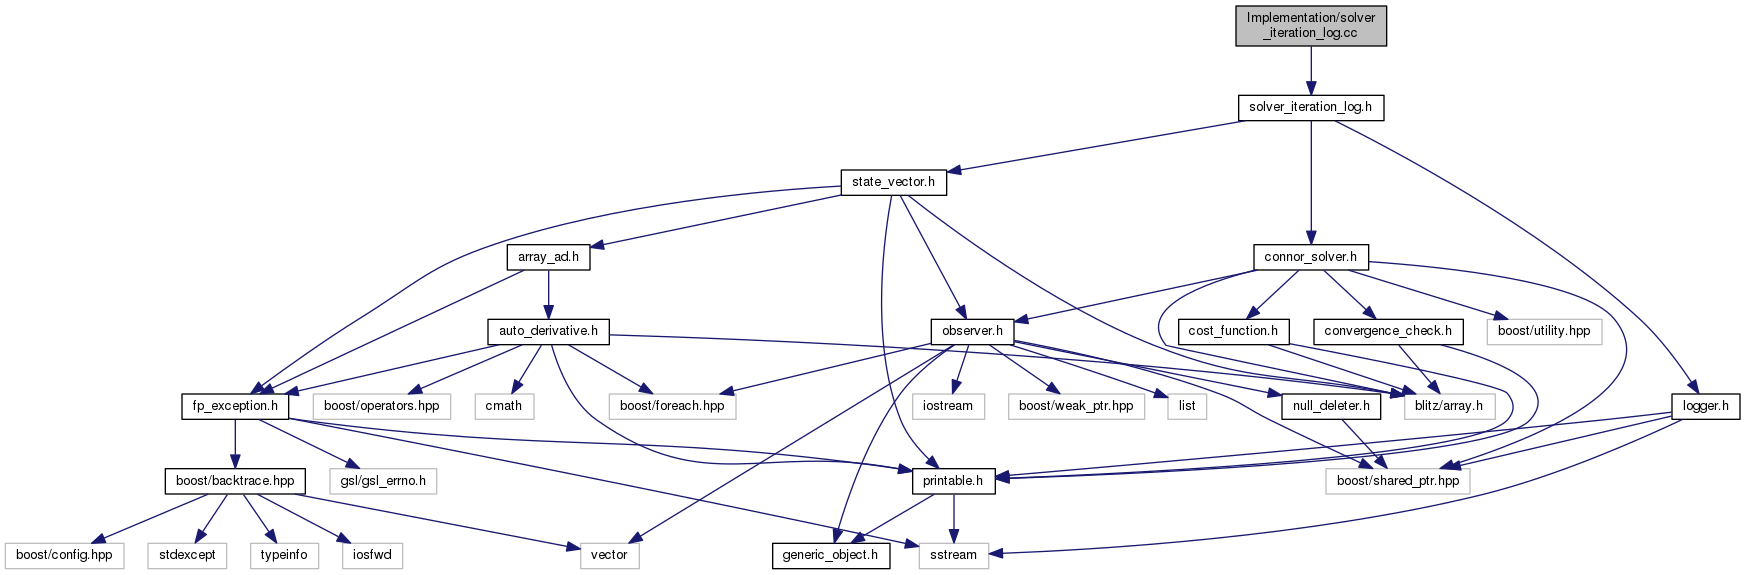 Implementation/solver
_iteration_log.cc
solver_iteration_log.h
state_vector.h
array_ad.h
connor_solver.h
auto_derivative.h
observer.h
cost_function.h
convergence_check.h
boost/utility.hpp
fp_exception.h
boost/operators.hpp
cmath
boost/foreach.hpp
iostream
boost/weak_ptr.hpp
list
null_deleter.h
blitz/array.h
logger.h
boost/backtrace.hpp
gsl/gsl_errno.h
printable.h
boost/shared_ptr.hpp
boost/config.hpp
stdexcept
typeinfo
iosfwd
vector
generic_object.h
sstream